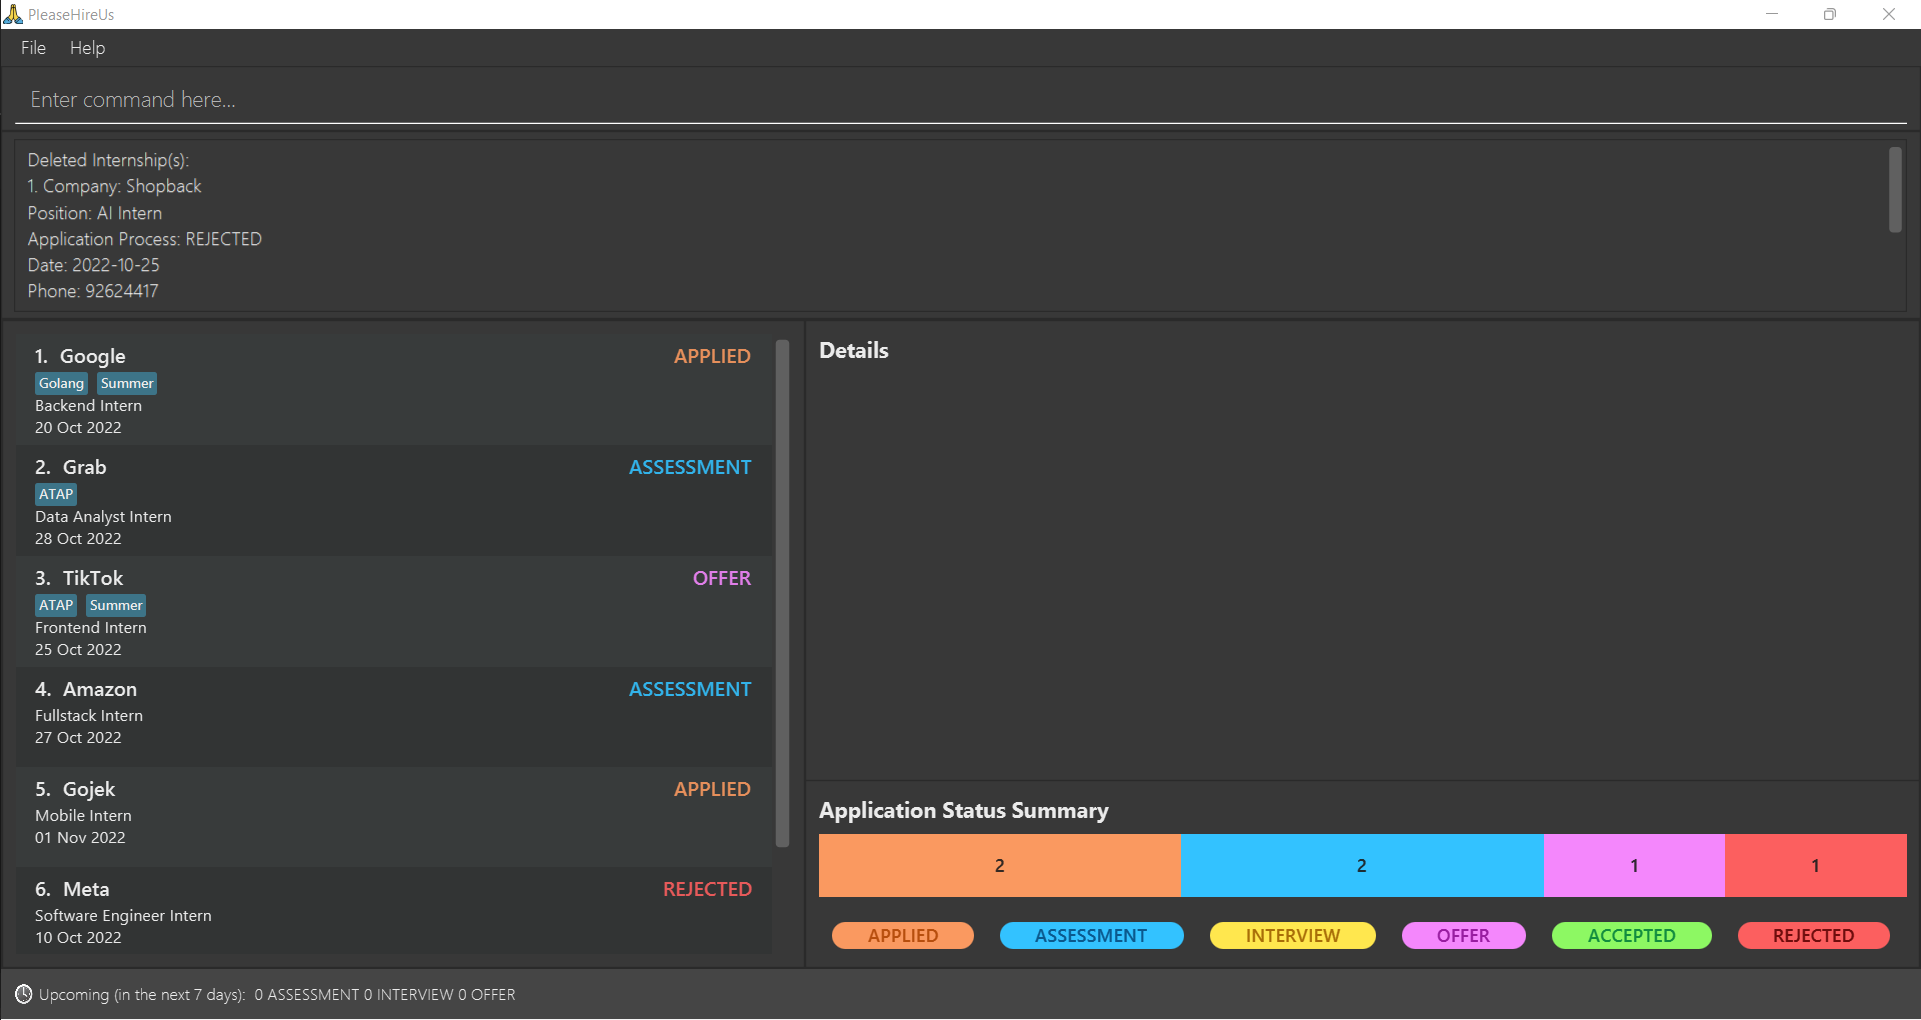 PleaseHireUs
File Help
Enter command here...
Deleted Internship(s):
1. Company: Shopback
Position: AI Intern
Application Process: REJECTED
Date: 2022-10-25
Phone: 92624417
1. Google APPLIED
Golang Summer
Backend Intern
20 Oct 2022
2. Grab ASSESSMENT
ATAP
Data Analyst Intern
28 Oct 2022
3. TikTok OFFER
ATAP Summer
Frontend Intern
25 Oct 2022
4. Amazon ASSESSMENT
Fullstack Intern
27 Oct 2022
5. Gojek APPLIED
Mobile Intern
01 Nov 2022
6. Meta REJECTED
Software Engineer Intern
10 Oct 2022
Details
Application Status Summary
2 2 1 1
APPLIED ASSESSMENT INTERVIEW OFFER ACCEPTED REJECTED
Upcoming (in the next 7 days): 0 ASSESSMENT 0 INTERVIEW 0 OFFER